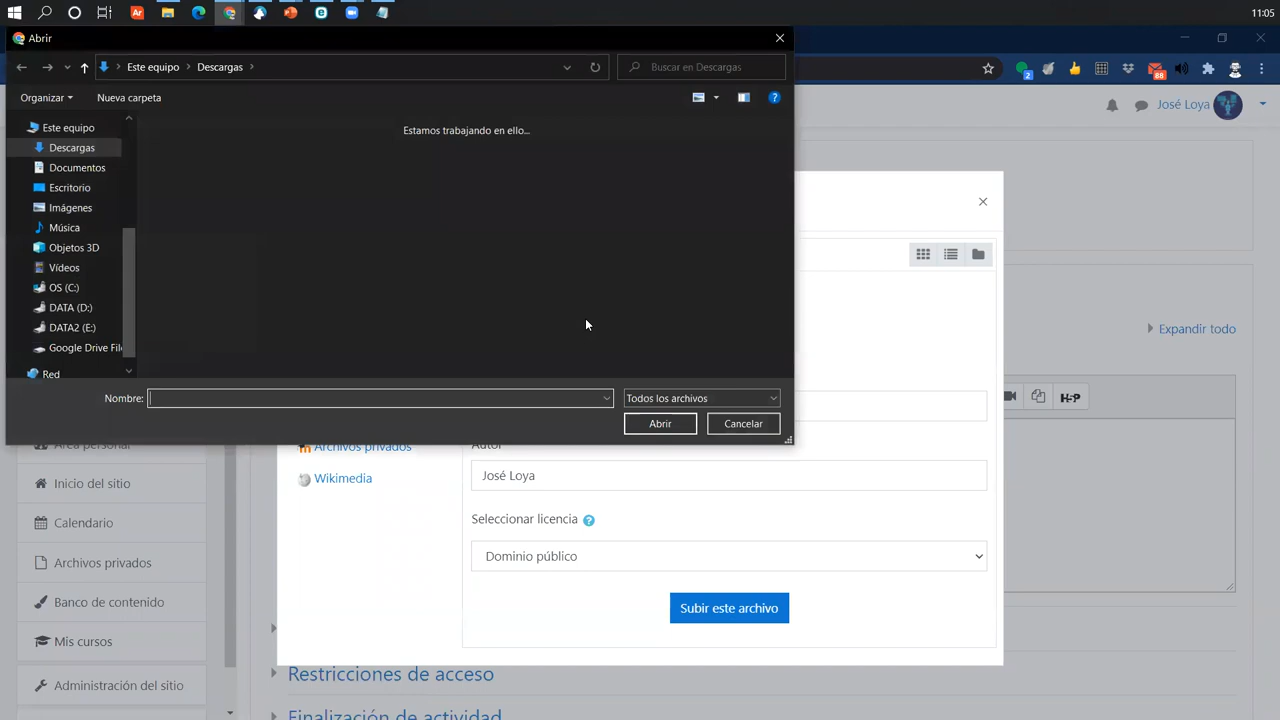 11:05
Abrir
Este equipo
Descargas
Buscar en Descargas
Organizar
Nueva carpeta
Este equipo
Descargas
Documentos
Escritorio
Imágenes
Música
Objetos 3D
Vídeos
OS (C:)
DATA (D:)
DATA2 (E:)
Google Drive File
Red
Estamos trabajando en ello...
Nombre:
Todos los archivos
Abrir
Cancelar
2
88
José Loya
Expandir todo
H-P
Área personal
Inicio del sitio
Calendario
Archivos privados
Banco de contenido
Mis cursos
Administración del sitio
Archivos privados
Wikimedia
Autor
José Loya
Seleccionar licencia
Dominio público
Subir este archivo
Restricciones de acceso
Finalización de actividad